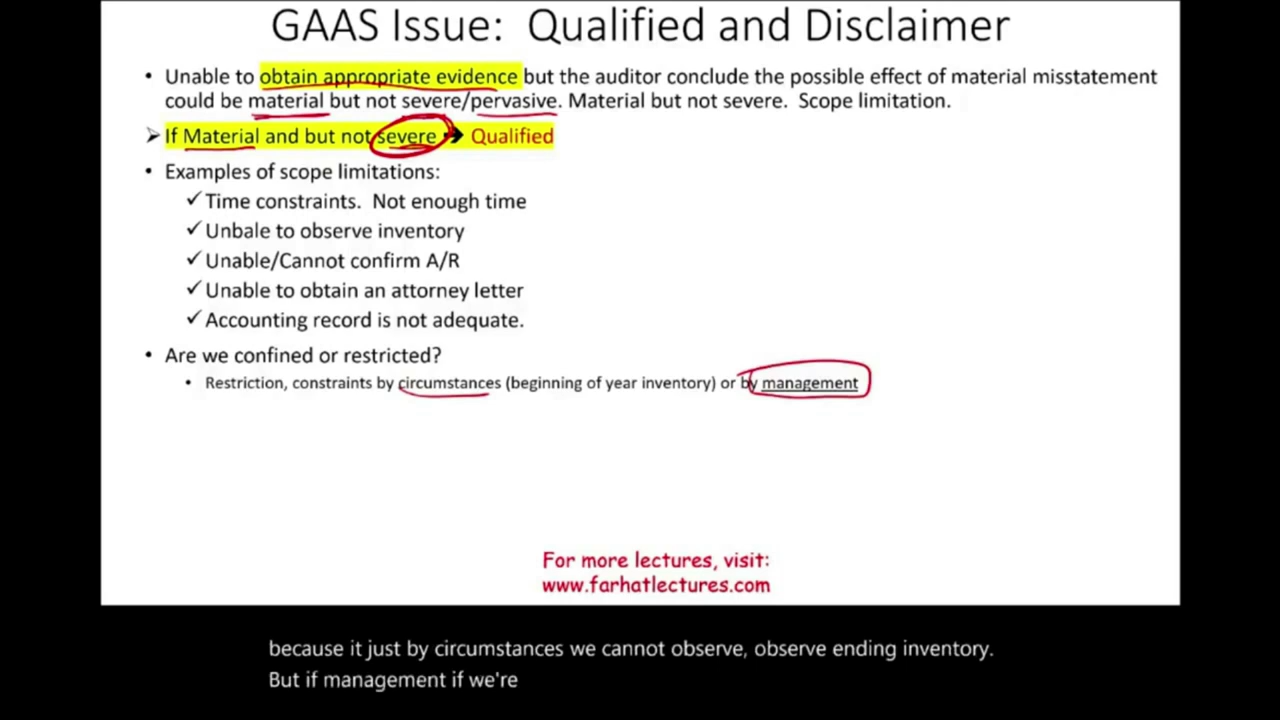 GAAS Issue: Qualified and Disclaimer
• Unable to obtain appropriate evidence but the auditor conclude the possible effect of material misstatement
could be material but not severe/pervasive. Material but not severe. Scope limitation.
➢ If Material and but not severe ➔ Qualified
• Examples of scope limitations:
✓ Time constraints. Not enough time
✓ Unbale to observe inventory
✓ Unable/Cannot confirm A/R
✓ Unable to obtain an attorney letter
✓ Accounting record is not adequate.
• Are we confined or restricted?
• Restriction, constraints by circumstances (beginning of year inventory) or by management
For more lectures, visit:
www.farhatlectures.com
because it just by circumstances we cannot observe, observe ending inventory.
But if management if we're